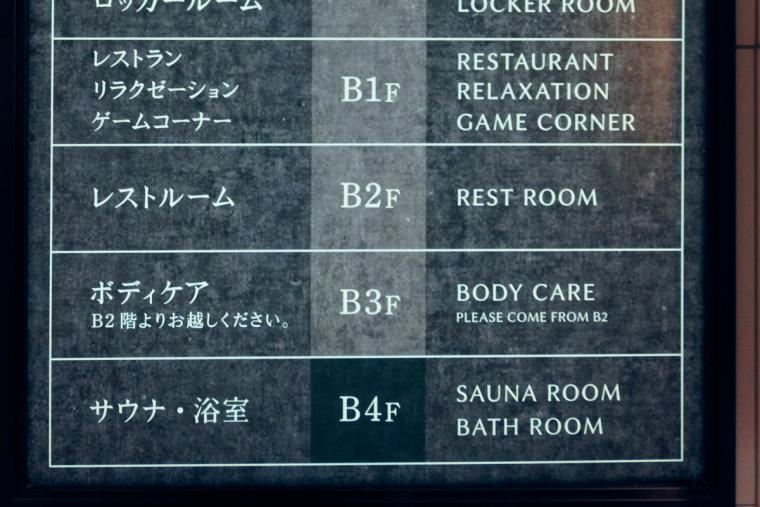 ロッカールーム
LOCKER ROOM
レストラン
リラクゼーション
ゲームコーナー
B1F
RESTAURANT
RELAXATION
GAME CORNER
レストルーム
B2F
REST ROOM
ボディケア
B2階よりお越しください。
B3F
BODY CARE
PLEASE COME FROM B2
サウナ・浴室
B4F
SAUNA ROOM
BATH ROOM